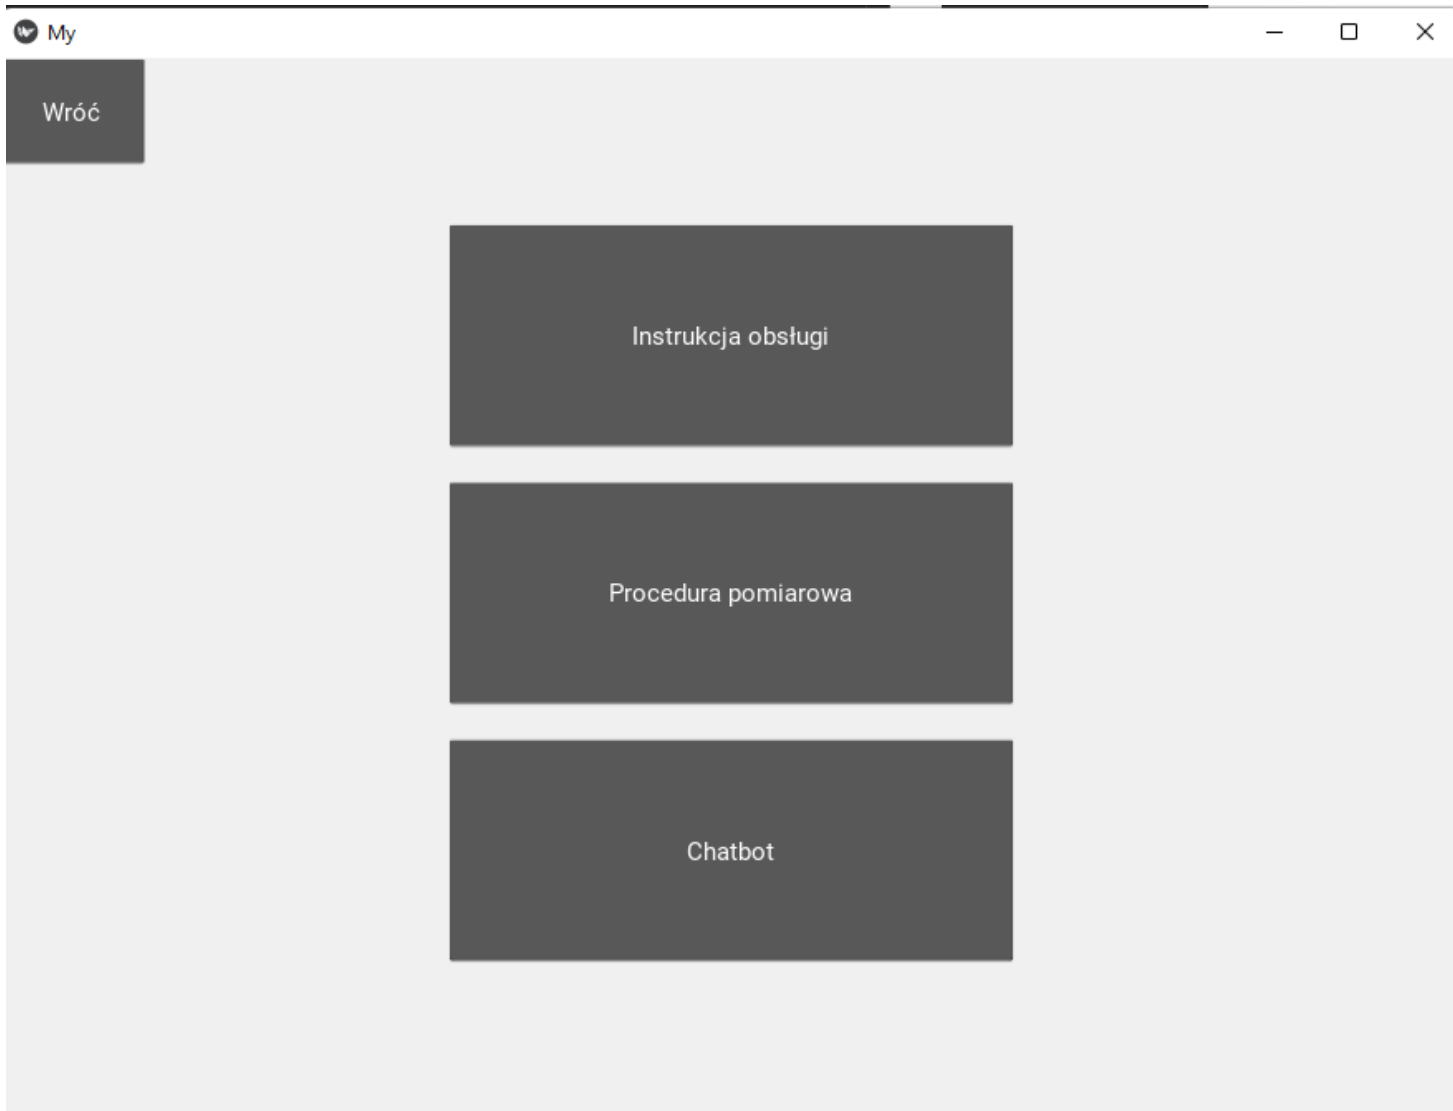 My
Wróć
Instrukcja obsługi
Procedura pomiarowa
Chatbot